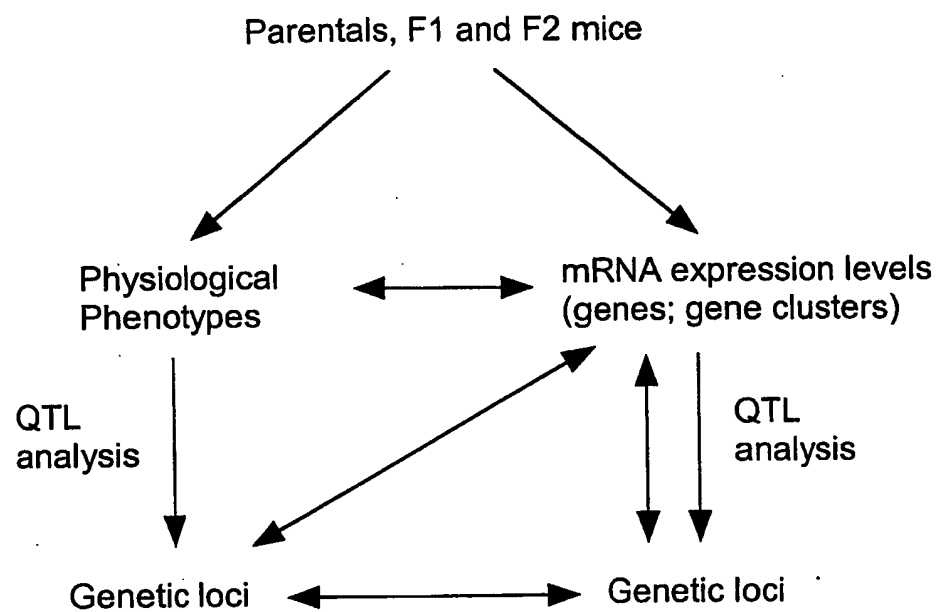 Parentals, F1 and F2 mice
Physiological
Phenotypes
mRNA expression levels
(genes; gene clusters)
QTL
analysis
QTL
analysis
Genetic loci
Genetic loci